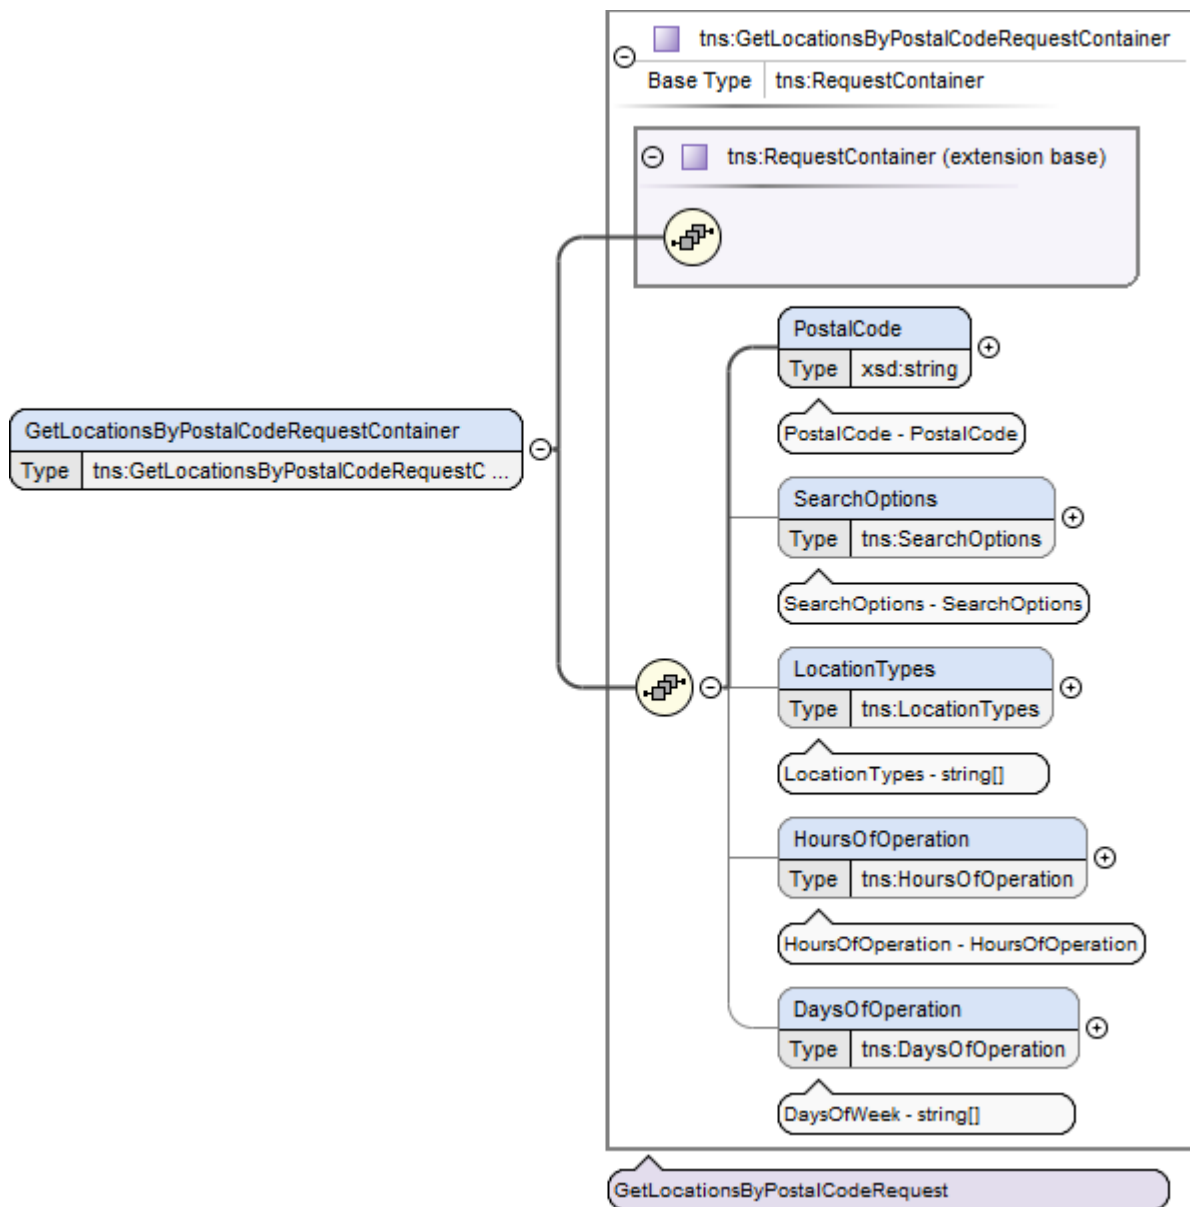 tns:GetLocationsByPostalCodeRequestContainer
Base Type tns:RequestContainer
tns:RequestContainer (extension base)
PostalCode
Type xsd:string
PostalCode - PostalCode
GetLocationsByPostalCodeRequestContainer
Type tns:GetLocationsByPostalCodeRequestC ...
SearchOptions
Type tns:SearchOptions
SearchOptions - SearchOptions
LocationTypes
Type tns:LocationTypes
LocationTypes - string[]
HoursOfOperation
Type tns:HoursOfOperation
HoursOfOperation - HoursOfOperation
DaysOfOperation
Type tns:DaysOfOperation
DaysOfWeek - string[]
GetLocationsByPostalCodeRequest